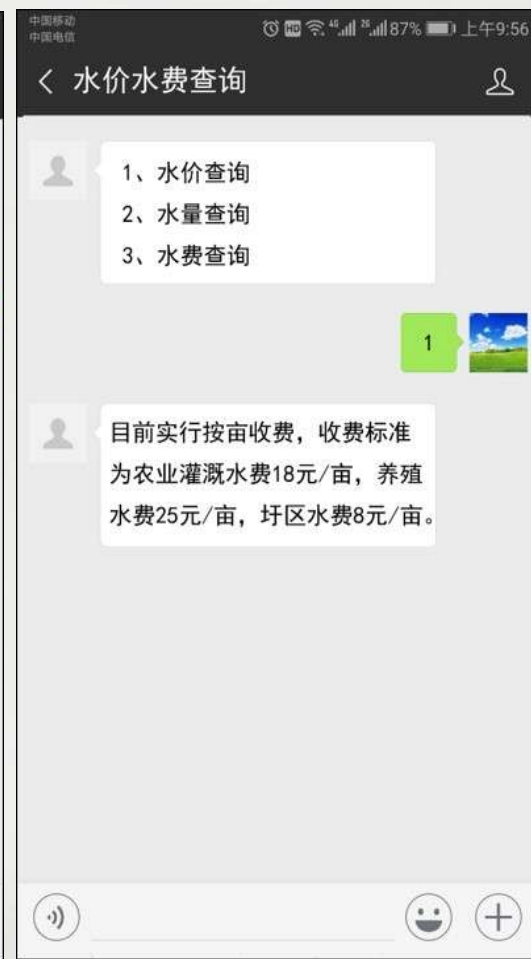 中国移动
中国电信
HD 4G 2G 87% 上午9:56
水价水费查询
1、水价查询
2、水量查询
3、水费查询
1
目前实行按亩收费，收费标准
为农业灌溉水费18元/亩，养殖
水费25元/亩，圩区水费8元/亩。